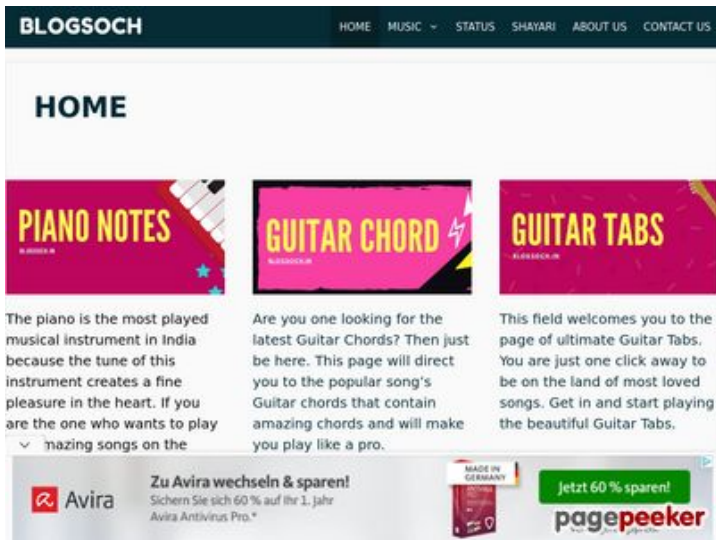 BLOGSOCH
HOME MUSIC STATUS SHAYARI ABOUT US CONTACT US
HOME
PIANO NOTES
BLOGSOCH.IN
GUITAR CHORD
BLOGSOCH.IN
GUITAR TABS
BLOGSOCH.IN
The piano is the most played
musical instrument in India
because the tune of this
instrument creates a fine
pleasure in the heart. If you
are the one who wants to play
mazing songs on the
Are you one looking for the
latest Guitar Chords? Then just
be here. This page will direct
you to the popular song's
Guitar chords that contain
amazing chords and will make
you play like a pro.
This field welcomes you to the
page of ultimate Guitar Tabs.
You are just one click away to
be on the land of most loved
songs. Get in and start playing
the beautiful Guitar Tabs.
Avira
Zu Avira wechseln & sparen!
Sichern Sie sich 60 % auf Ihr 1. Jahr
Avira Antivirus Pro.*
MADE IN
GERMANY
Jetzt 60 % sparen!
pagepeeker